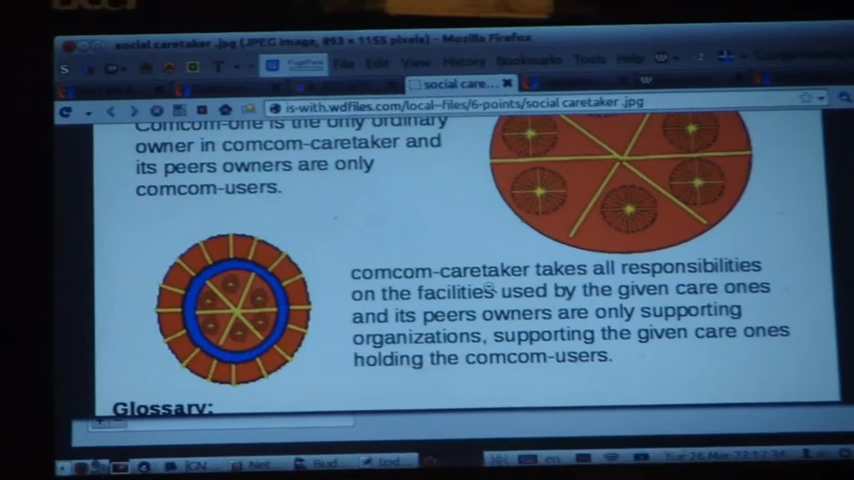 social caretaker .jpg (JPEG image, 893 × 1155 pixels) - Mozilla Firefox
File Edit View History Bookmarks Tools Help
social care...
is-with.wdfiles.com/local--files/6-points/social caretaker .jpg
Comcom-one is the only ordinary
owner in comcom-caretaker and
its peers owners are only
comcom-users.
comcom-caretaker takes all responsibilities
on the facilities used by the given care ones
and its peers owners are only supporting
organizations, supporting the given care ones
holding the comcom-users.
Glossary: